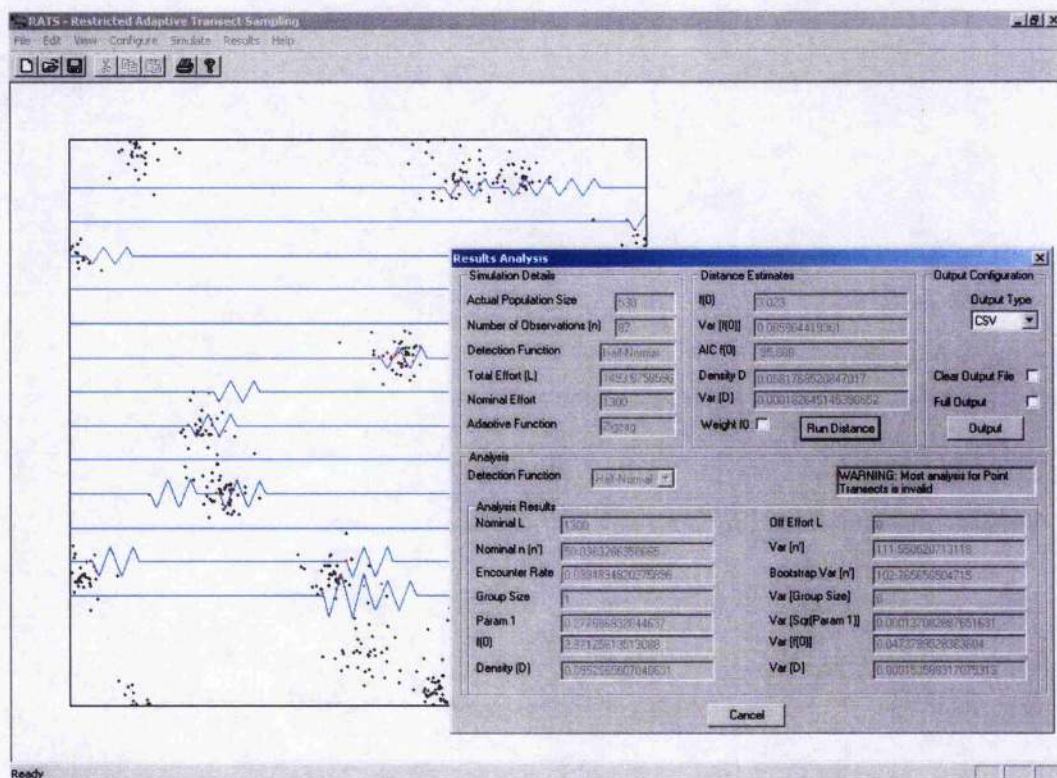 RATS - Restricted Adaptive Transect Sampling
File Edit View Configure Simulate Results Help
Results Analysis
Simulation Details
Actual Population Size
Number of Observations (n)
Detection Function Half-Normal
Total Effort (L)
Nominal Effort 1300
Adaptive Function Zigzag
Distance Estimates
f(0)
Var [f(0)]
AIC f(0)
Density D
Var (D)
Weight f0
Run Distance
Output Configuration
Output Type
CSV
Clear Output File
Full Output
Output
Analysis
Detection Function Half-Normal
WARNING: Most analysis for Point
Transects is invalid
Analysis Results
Nominal L 1300
Nominal n (n')
Encounter Rate
Group Size 1
Param 1
f(0)
Density (D)
Off Effort L
Var [n']
Bootstrap Var [n']
Var [Group Size]
Var [Sqr(Param 1)]
Var [f(0)]
Var [D]
Cancel
Ready